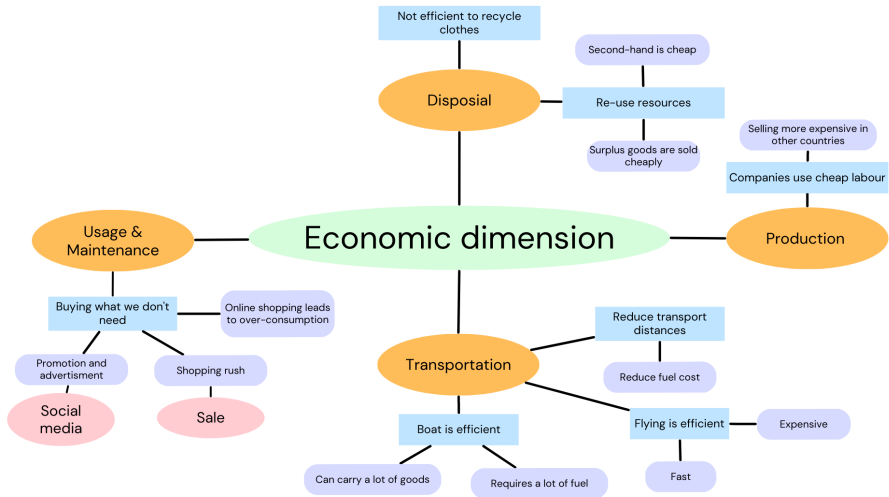 Not efficient to recycle
clothes
Second-hand is cheap
Disposial
Re-use resources
Surplus goods are sold
cheaply
Selling more expensive in
other countries
Companies use cheap labour
Production
Economic dimension
Usage &
Maintenance
Buying what we don't
need
Online shopping leads
to over-consumption
Promotion and
advertisment
Shopping rush
Social
media
Sale
Transportation
Reduce transport
distances
Reduce fuel cost
Boat is efficient
Flying is efficient
Expensive
Can carry a lot of goods
Requires a lot of fuel
Fast